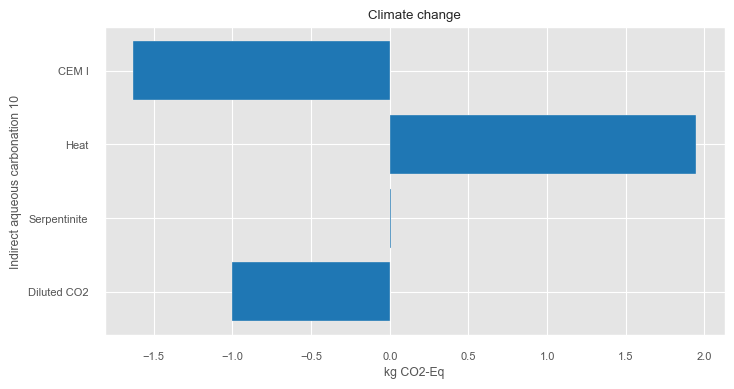 Climate change
Indirect aqueous carbonation 10
CEM I
Heat
Serpentinite
Diluted CO2
−1.5 −1.0 −0.5 0.0 0.5 1.0 1.5 2.0
kg CO2-Eq